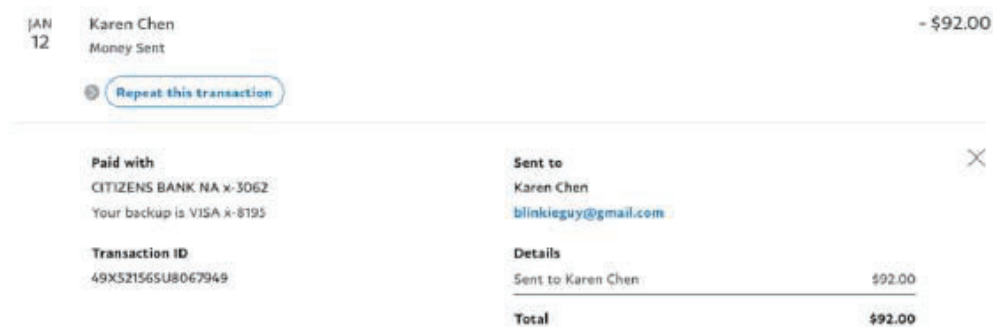 JAN
12
Karen Chen
Money Sent
- $92.00
Repeat this transaction
Paid with
CITIZENS BANK NA x-3062
Your backup is VISA x-8195
Transaction ID
49X52156SU8067949
Sent to
Karen Chen
blinkieguy@gmail.com
Details
Sent to Karen Chen $92.00
Total $92.00